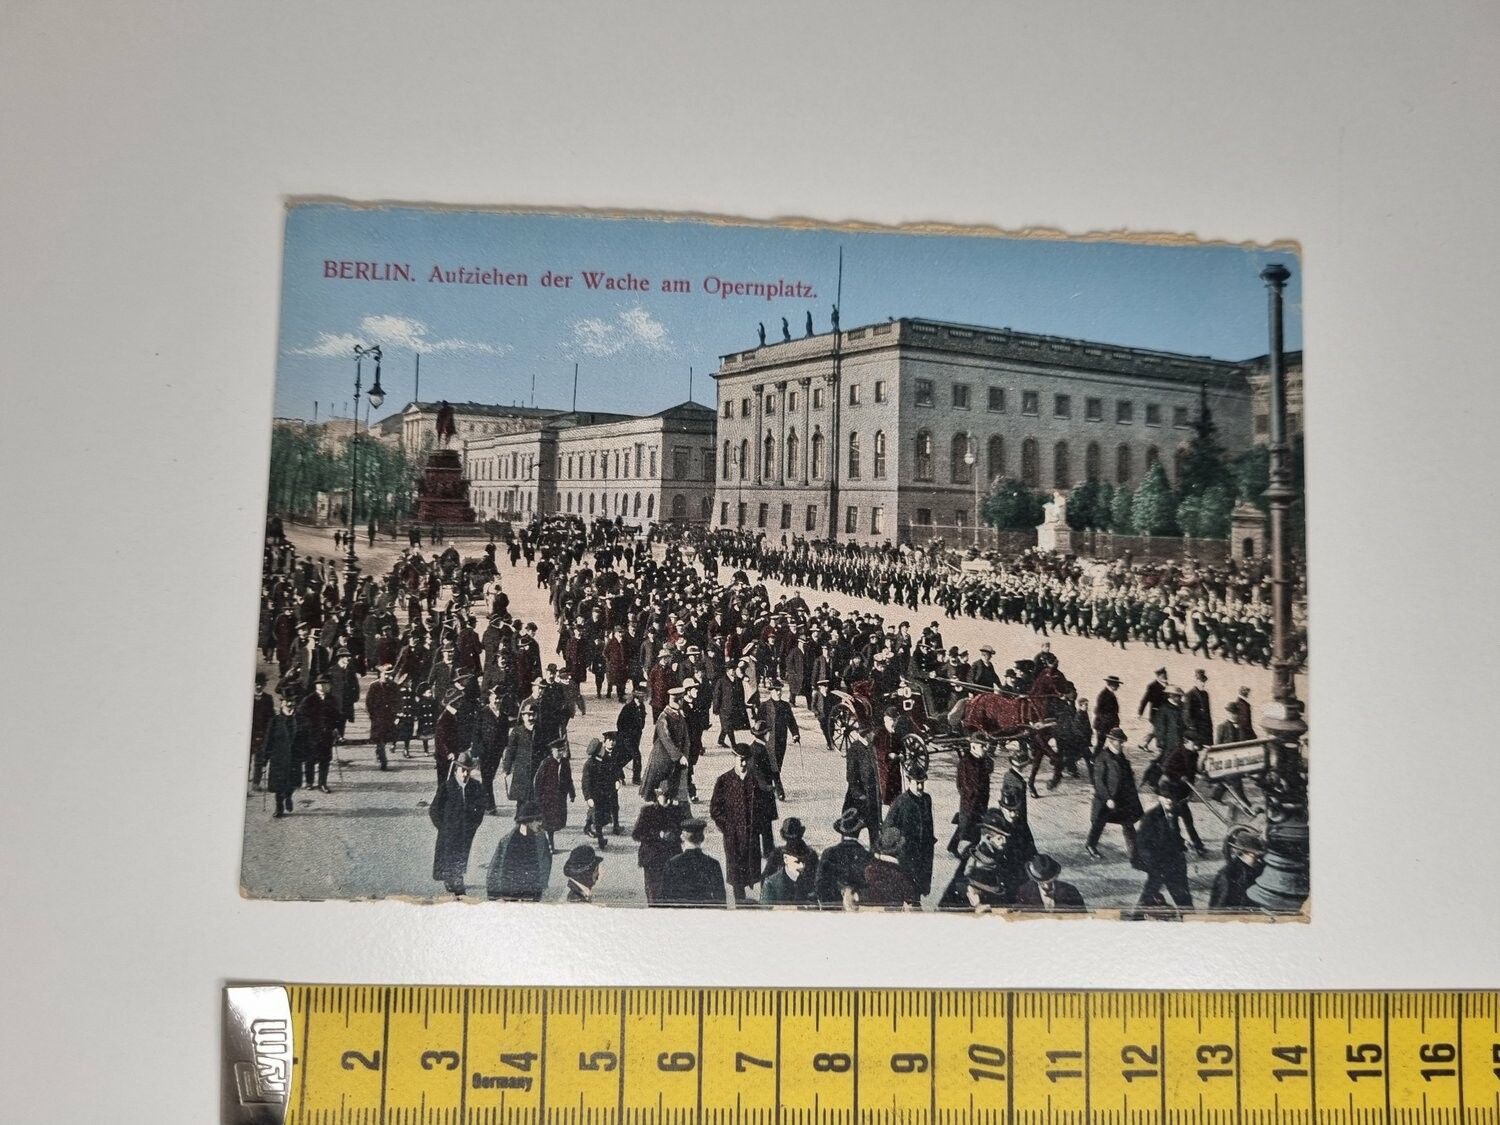 BERLIN. Aufziehen der Wache am Opernplatz.
2 3 4 5 6 7 8 9 10 11 12 13 14 15 16
Germany